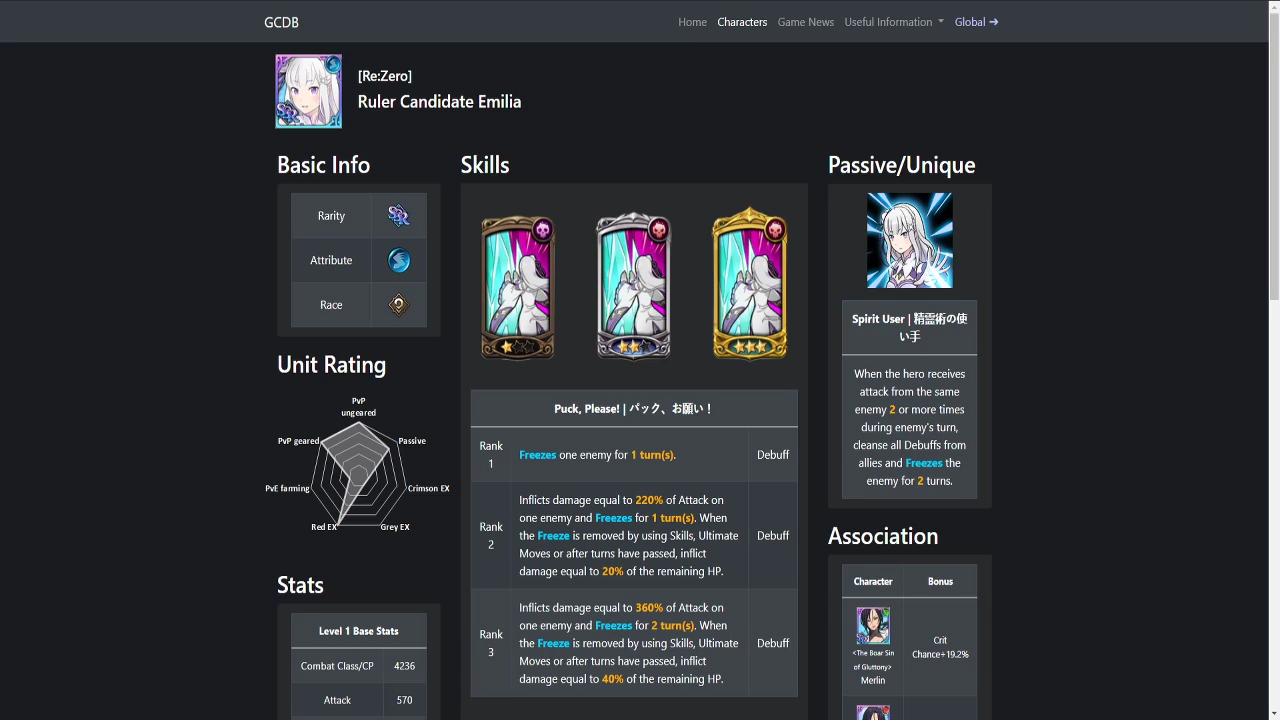 GCDB
Home
Characters
Game News
Useful Information
Global ➔
[Re:Zero]
Ruler Candidate Emilia
Basic Info
Rarity
Attribute
Race
Unit Rating
PvP
ungeared
PvP geared
Passive
PvE farming
Crimson EX
Red EX
Grey EX
Stats
Level 1 Base Stats
Combat Class/CP 4236
Attack 570
Skills
Puck, Please! | パック、お願い！
Rank
1
Freezes one enemy for 1 turn(s).
Debuff
Rank
2
Inflicts damage equal to 220% of Attack on
one enemy and Freezes for 1 turn(s). When
the Freeze is removed by using Skills, Ultimate
Moves or after turns have passed, inflict
damage equal to 20% of the remaining HP.
Debuff
Rank
3
Inflicts damage equal to 360% of Attack on
one enemy and Freezes for 2 turn(s). When
the Freeze is removed by using Skills, Ultimate
Moves or after turns have passed, inflict
damage equal to 40% of the remaining HP.
Debuff
Passive/Unique
Spirit User | 精霊術の使
い手
When the hero receives
attack from the same
enemy 2 or more times
during enemy's turn,
cleanse all Debuffs from
allies and Freezes the
enemy for 2 turns.
Association
Character Bonus
<The Boar Sin
of Gluttony>
Merlin
Crit
Chance+19.2%